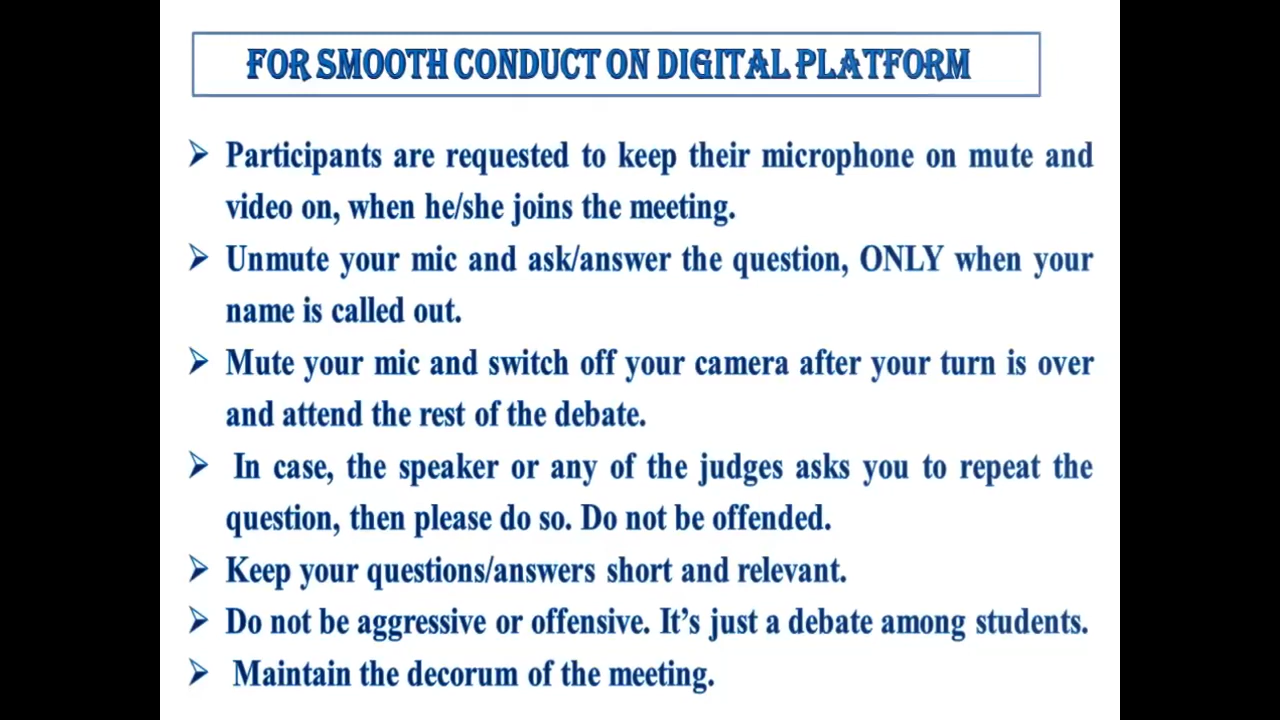 FOR SMOOTH CONDUCT ON DIGITAL PLATFORM
➢ Participants are requested to keep their microphone on mute and
video on, when he/she joins the meeting.
➢ Unmute your mic and ask/answer the question, ONLY when your
name is called out.
➢ Mute your mic and switch off your camera after your turn is over
and attend the rest of the debate.
➢ In case, the speaker or any of the judges asks you to repeat the
question, then please do so. Do not be offended.
➢ Keep your questions/answers short and relevant.
➢ Do not be aggressive or offensive. It’s just a debate among students.
➢ Maintain the decorum of the meeting.